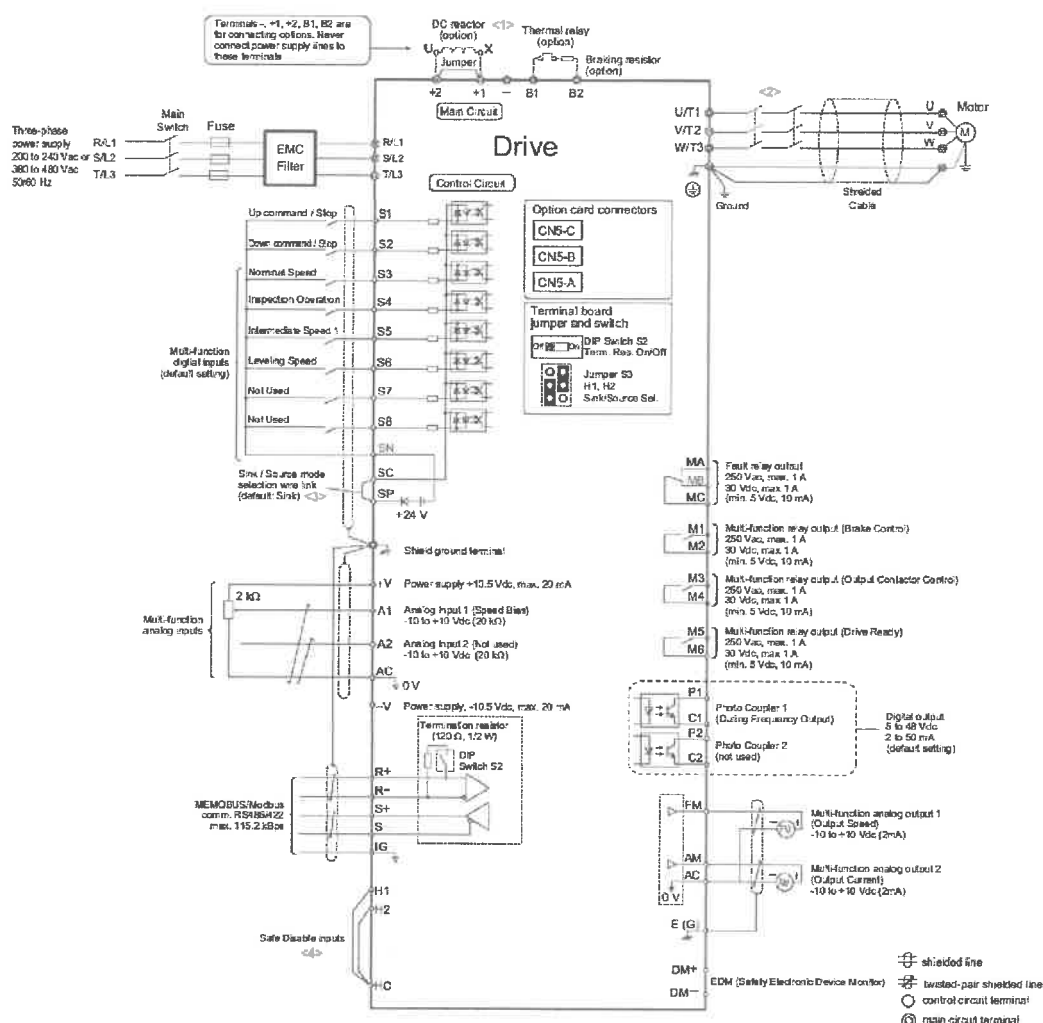 Terminals -, +1, +2, B1, B2 are
for connecting options. Never
connect power supply lines to
these terminals
DC reactor
(option)
<1>
Thermal relay
(option)
U
X
Jumper
Braking resistor
(option)
+2
+1
–
B1
B2
Main Circuit
Drive
Three-phase
power supply
200 to 240 Vac or
380 to 480 Vac
50/60 Hz
Main
Switch
Fuse
R/L1
S/L2
T/L3
EMC
Filter
R/L1
S/L2
T/L3
<2>
U/T1
V/T2
W/T3
U
V
W
Motor
M
Ground
Shielded
Cable
Control Circuit
Up command / Stop
S1
Down command / Stop
S2
Nominal Speed
S3
Inspection Operation
S4
Intermediate Speed 1
S5
Leveling Speed
S6
Not Used
S7
Not Used
S8
Multi-function
digital inputs
(default setting)
SN
SC
SP
+24 V
Sink / Source mode
selection wire link
(default: Sink) <3>
Option card connectors
CN5-C
CN5-B
CN5-A
Terminal board
jumper and switch
Off
On
DIP Switch S2
Term. Res. On/Off
Jumper S3
H1, H2
Sink/Source Sel.
Shield ground terminal
MA
MB
MC
Fault relay output
250 Vac, max. 1 A
30 Vdc, max 1 A
(min. 5 Vdc, 10 mA)
M1
M2
Multi-function relay output (Brake Control)
250 Vac, max. 1 A
30 Vdc, max 1 A
(min. 5 Vdc, 10 mA)
M3
M4
Multi-function relay output (Output Contactor Control)
250 Vac, max. 1 A
30 Vdc, max 1 A
(min. 5 Vdc, 10 mA)
M5
M6
Multi-function relay output (Drive Ready)
250 Vac, max. 1 A
30 Vdc, max 1 A
(min. 5 Vdc, 10 mA)
Multi-function
analog inputs
2 kΩ
+V
Power supply +10.5 Vdc, max. 20 mA
A1
Analog Input 1 (Speed Bias)
-10 to +10 Vdc (20 kΩ)
A2
Analog Input 2 (Not used)
-10 to +10 Vdc (20 kΩ)
AC
0 V
–V
Power supply, -10.5 Vdc, max. 20 mA
P1
C1
Photo Coupler 1
(During Frequency Output)
P2
C2
Photo Coupler 2
(not used)
Digital output
5 to 48 Vdc
2 to 50 mA
(default setting)
Termination resistor
(120 Ω, 1/2 W)
DIP
Switch S2
MEMOBUS/Modbus
comm. RS485/422
max. 115.2 kBps
R+
R–
S+
S
IG
FM
Multi-function analog output 1
(Output Speed)
-10 to +10 Vdc (2mA)
AM
AC
0 V
Multi-function analog output 2
(Output Current)
-10 to +10 Vdc (2mA)
E (G)
H1
H2
HC
Safe Disable inputs
<4>
DM+
DM–
EDM (Safety Electronic Device Monitor)
shielded line
twisted-pair shielded line
control circuit terminal
main circuit terminal